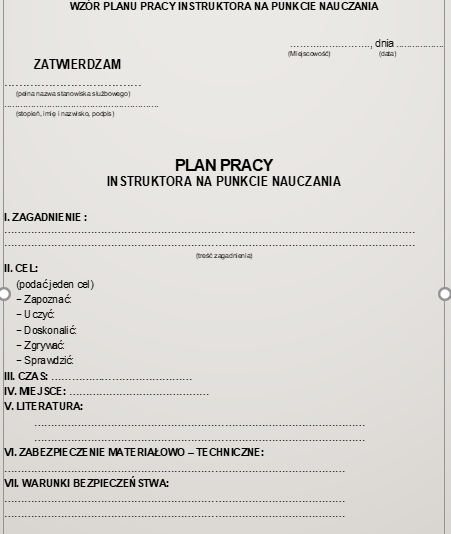 WZÓR PLANU PRACY INSTRUKTORA NA PUNKCIE NAUCZANIA
............................, dnia .................
(Miejscowość) (data)
ZATWIERDZAM
..........................................
(pełna nazwa stanowiska służbowego)
....................................................
(stopień, imię i nazwisko, podpis)
PLAN PRACY
INSTRUKTORA NA PUNKCIE NAUCZANIA
I. ZAGADNIENIE :
..........................................................................................................................................
..........................................................................................................................................
(treść zagadnienia)
II. CEL:
(podać jeden cel)
– Zapoznać:
– Uczyć:
– Doskonalić:
– Zgrywać:
– Sprawdzić:
III. CZAS: ................................................
IV. MIEJSCE: ................................................
V. LITERATURA:
................................................................................................................
................................................................................................................
VI. ZABEZPIECZENIE MATERIAŁOWO – TECHNICZNE:
...................................................................................................................
VII. WARUNKI BEZPIECZEŃSTWA:
...................................................................................................................
...................................................................................................................